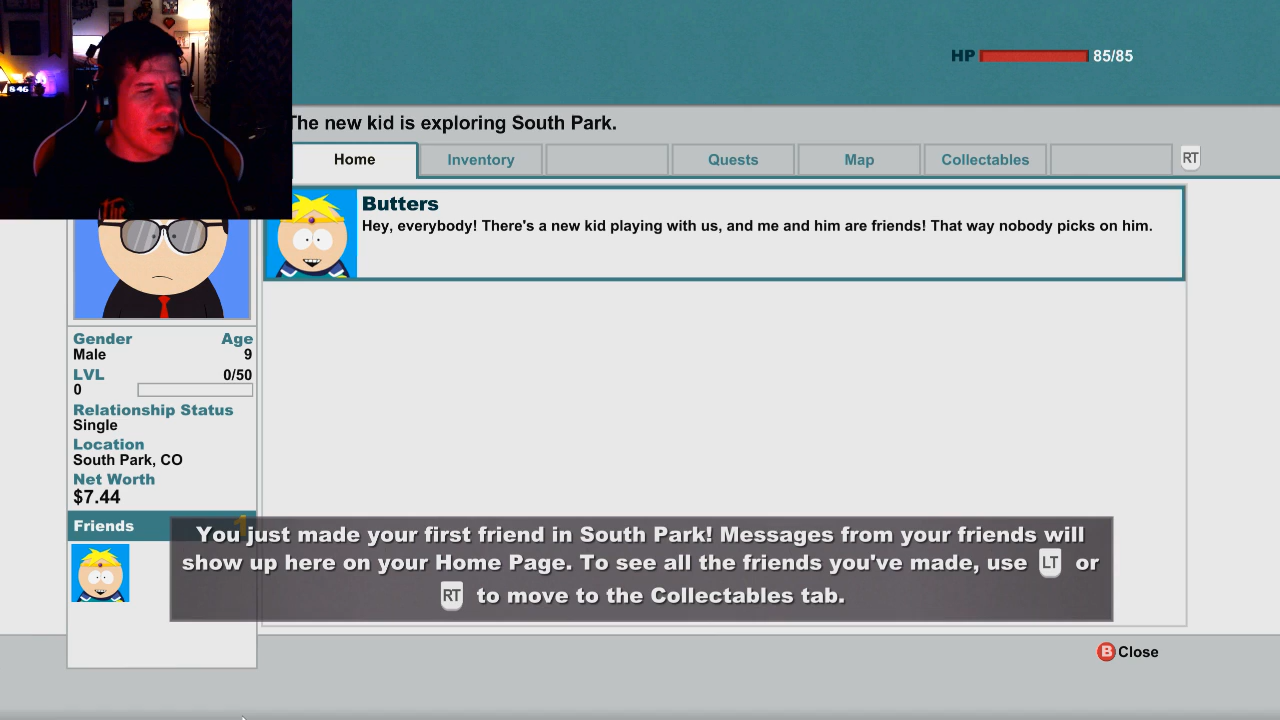 846
HP 85/85
The new kid is exploring South Park.
Home Inventory Quests Map Collectables RT
Butters
Hey, everybody! There's a new kid playing with us, and me and him are friends! That way nobody picks on him.
Gender Age
Male 9
LVL 0/50
0
Relationship Status
Single
Location
South Park, CO
Net Worth
$7.44
Friends 1
You just made your first friend in South Park! Messages from your friends will
show up here on your Home Page. To see all the friends you've made, use LT or
RT to move to the Collectables tab.
B Close